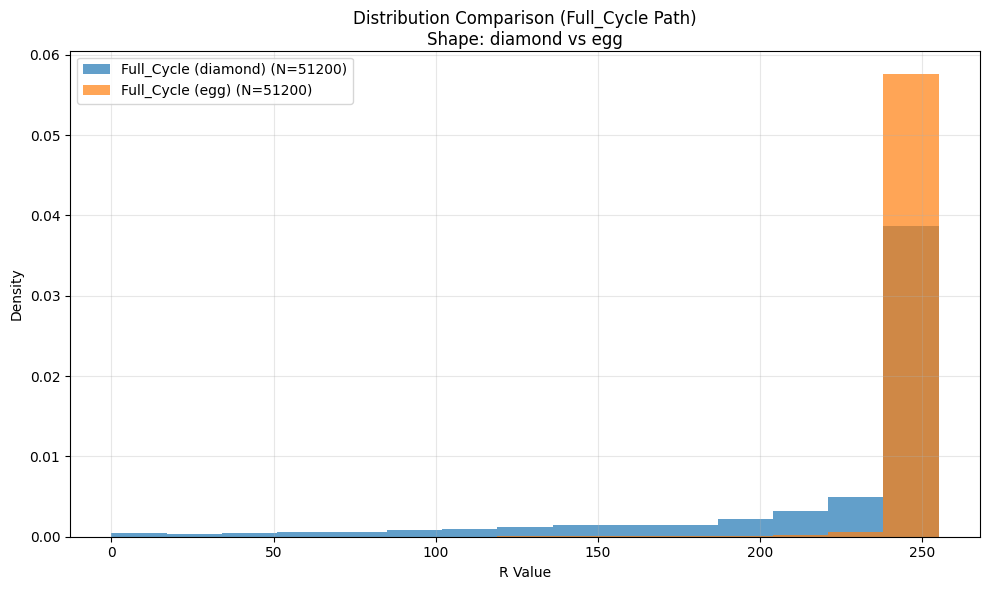 Distribution Comparison (Full_Cycle Path)
Shape: diamond vs egg
Full_Cycle (diamond) (N=51200)
Full_Cycle (egg) (N=51200)
0.06
0.05
0.04
0.03
0.02
0.01
0.00
Density
0 50 100 150 200 250
R Value